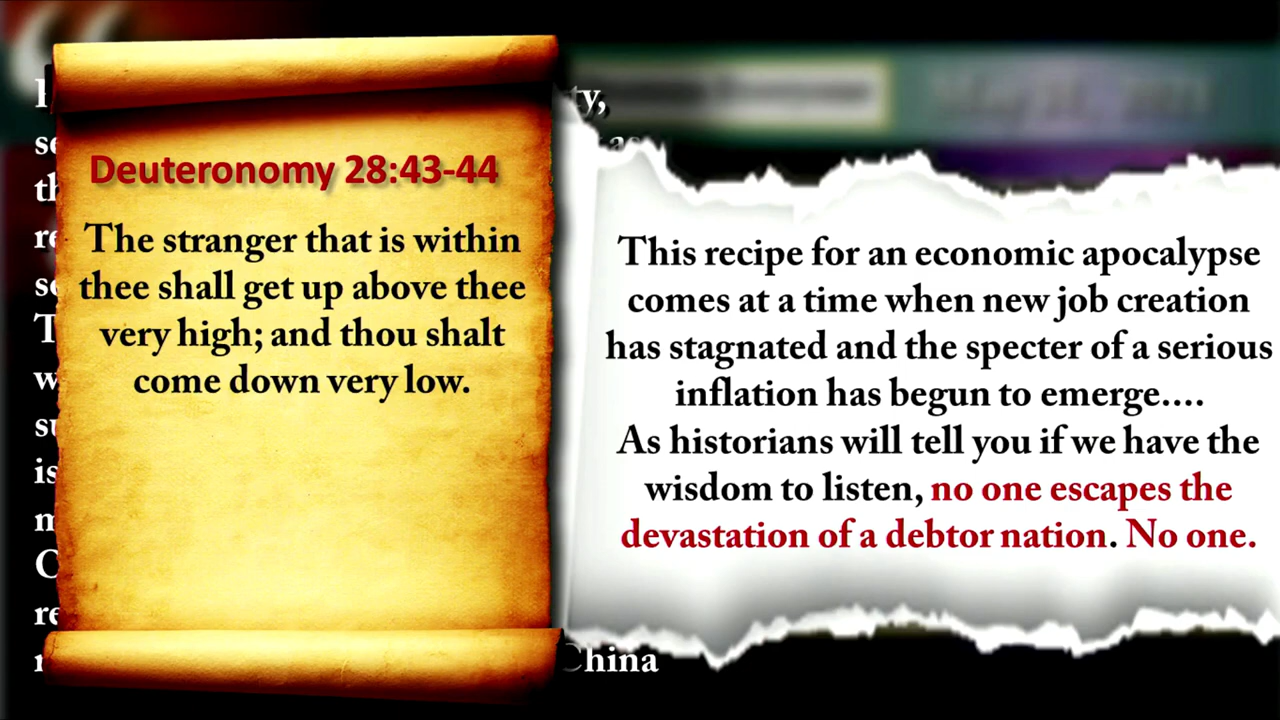 Deuteronomy 28:43-44
The stranger that is within
thee shall get up above thee
very high; and thou shalt
come down very low.
This recipe for an economic apocalypse
comes at a time when new job creation
has stagnated and the specter of a serious
inflation has begun to emerge....
As historians will tell you if we have the
wisdom to listen, no one escapes the
devastation of a debtor nation. No one.
China